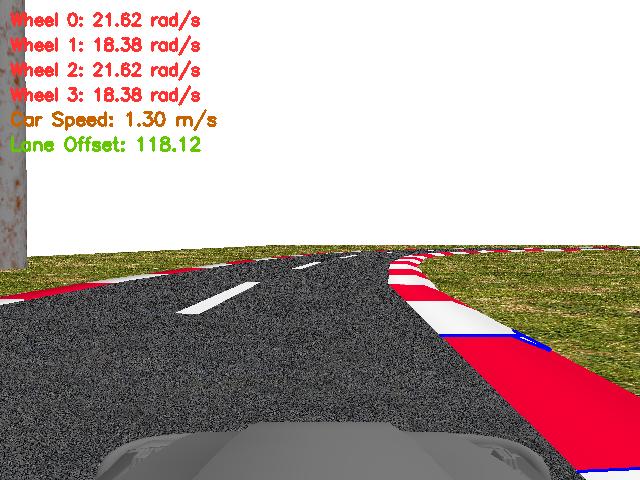 Wheel 0: 21.62 rad/s
Wheel 1: 18.38 rad/s
Wheel 2: 21.62 rad/s
Wheel 3: 18.38 rad/s
Car Speed: 1.30 m/s
Lane Offset: 118.12